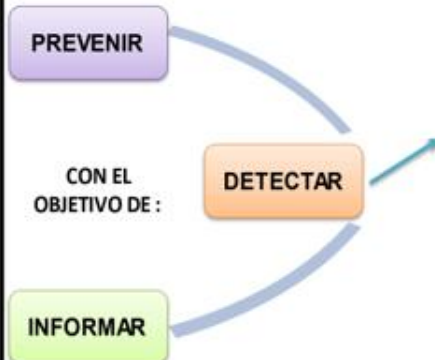 PREVENIR
CON EL
OBJETIVO DE :
DETECTAR
INFORMAR